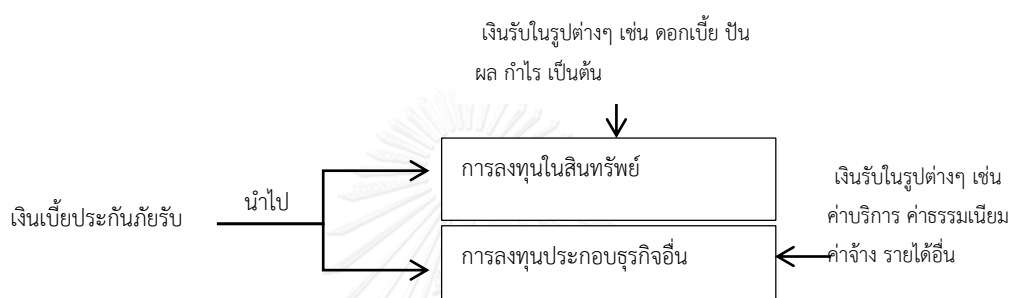 เงินรับในรูปต่างๆ เช่น ดอกเบี้ย ปัน
ผล กำไร เป็นต้น
การลงทุนในสินทรัพย์
เงินเบี้ยประกันภัยรับ
นำไป
การลงทุนประกอบธุรกิจอื่น
เงินรับในรูปต่างๆ เช่น
ค่าบริการ ค่าธรรมเนียม
ค่าจ้าง รายได้อื่น